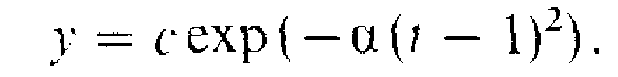 y = c exp(−α(t − 1)²).